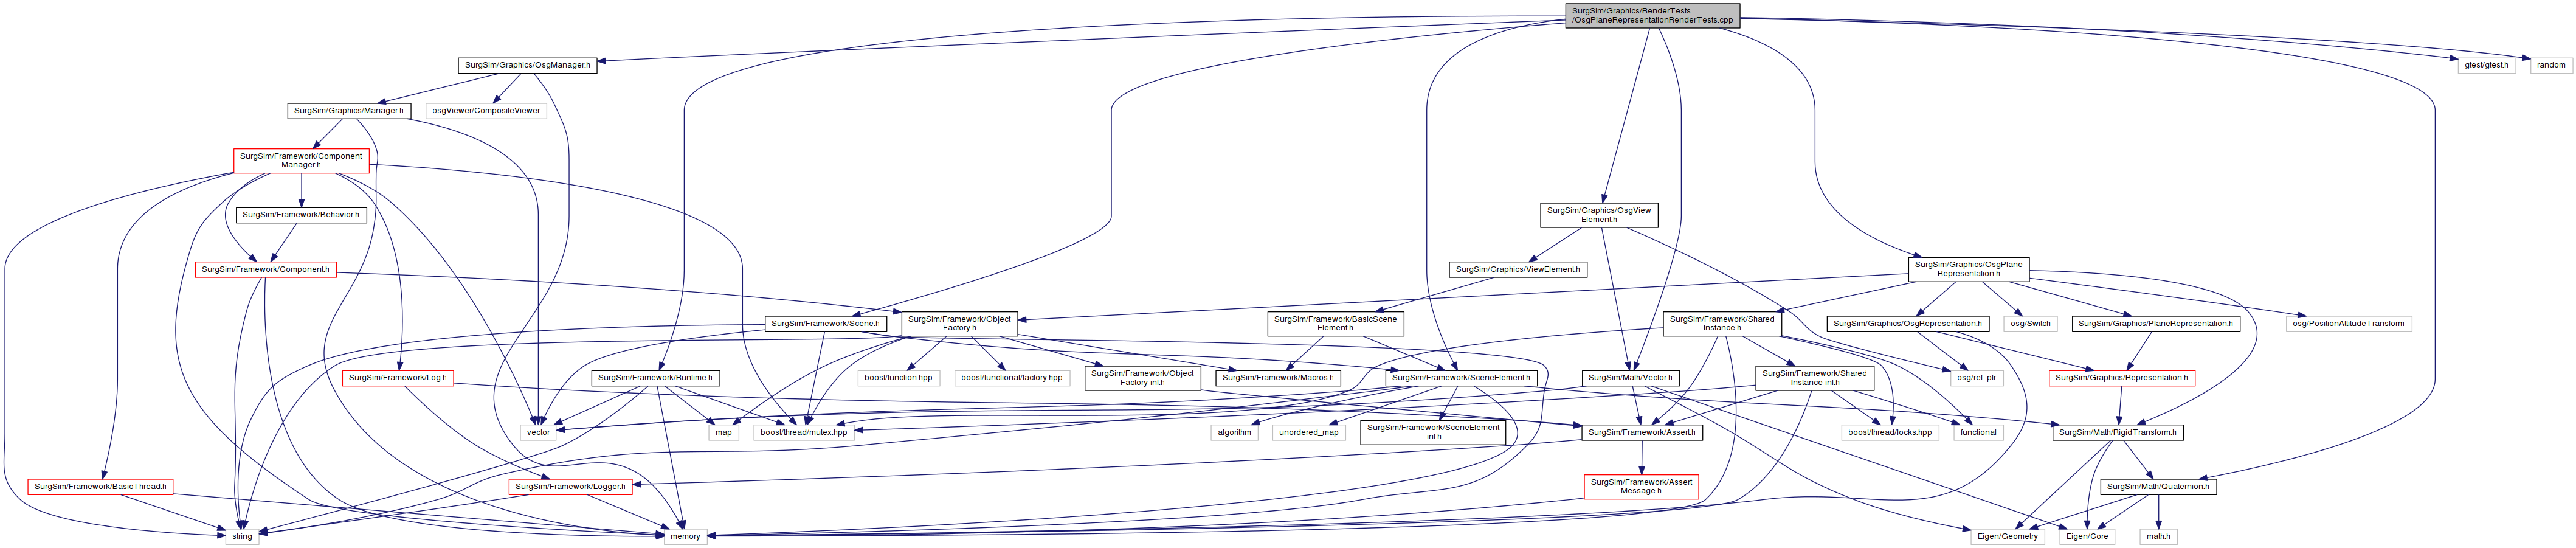 SurgSim/Graphics/RenderTests
/OsgPlaneRepresentationRenderTests.cpp
SurgSim/Graphics/OsgManager.h
gtest/gtest.h
random
SurgSim/Graphics/Manager.h
osgViewer/CompositeViewer
SurgSim/Framework/Component
Manager.h
SurgSim/Framework/Behavior.h
SurgSim/Graphics/OsgView
Element.h
SurgSim/Framework/Component.h
SurgSim/Graphics/ViewElement.h
SurgSim/Graphics/OsgPlane
Representation.h
SurgSim/Framework/Scene.h
SurgSim/Framework/Object
Factory.h
SurgSim/Framework/BasicScene
Element.h
SurgSim/Framework/Shared
Instance.h
SurgSim/Graphics/OsgRepresentation.h
osg/Switch
SurgSim/Graphics/PlaneRepresentation.h
osg/PositionAttitudeTransform
SurgSim/Framework/Log.h
SurgSim/Framework/Runtime.h
boost/function.hpp
boost/functional/factory.hpp
SurgSim/Framework/Object
Factory-inl.h
SurgSim/Framework/Macros.h
SurgSim/Framework/SceneElement.h
SurgSim/Math/Vector.h
SurgSim/Framework/Shared
Instance-inl.h
osg/ref_ptr
SurgSim/Graphics/Representation.h
vector
map
boost/thread/mutex.hpp
algorithm
unordered_map
SurgSim/Framework/SceneElement
-inl.h
SurgSim/Framework/Assert.h
boost/thread/locks.hpp
functional
SurgSim/Math/RigidTransform.h
SurgSim/Framework/BasicThread.h
SurgSim/Framework/Logger.h
SurgSim/Framework/Assert
Message.h
SurgSim/Math/Quaternion.h
string
memory
Eigen/Geometry
Eigen/Core
math.h